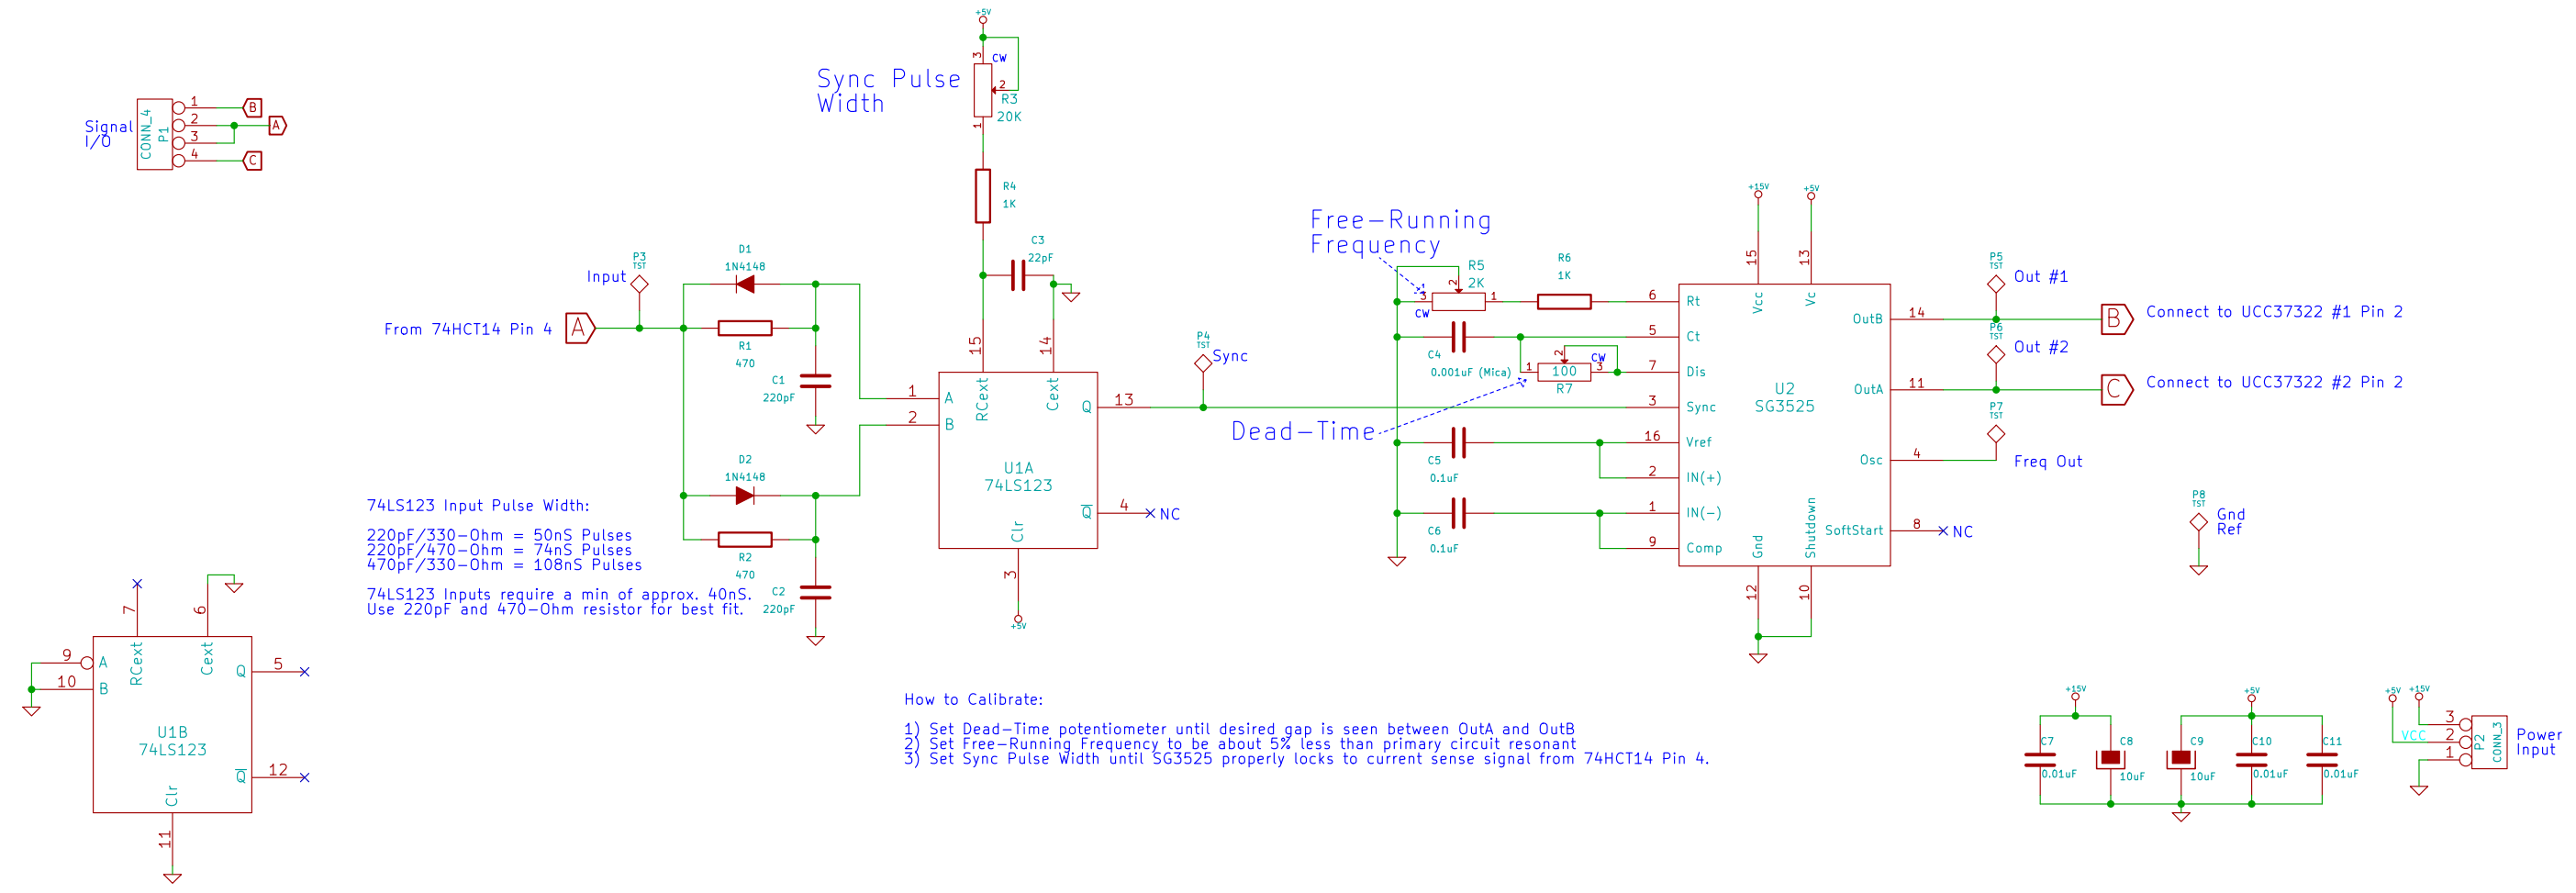 Signal
I/O
CONN_4
P1
1
2
3
4
B
A
C
+5V
Sync Pulse
Width
3
CW
2
R3
20K
1
R4
1K
C3
22pF
From 74HCT14 Pin 4
A
Input
P3
TST
D1
1N4148
R1
470
C1
220pF
D2
1N4148
R2
470
C2
220pF
15
14
RCext
Cext
1
A
2
B
Q
13
U1A
74LS123
Q
4
NC
Clr
3
+5V
P4
TST
Sync
74LS123 Input Pulse Width:
220pF/330-Ohm = 50nS Pulses
220pF/470-Ohm = 74nS Pulses
470pF/330-Ohm = 108nS Pulses
74LS123 Inputs require a min of approx. 40nS.
Use 220pF and 470-Ohm resistor for best fit.
7
6
9
A
10
B
RCext
Cext
Q
5
U1B
74LS123
Q
12
Clr
11
Free-Running
Frequency
R5
2K
2
3
1
CW
R6
1K
C4
0.001uF (Mica)
2
CW
1
100
3
R7
Dead-Time
C5
0.1uF
C6
0.1uF
+15V
+5V
15
13
Vcc
Vc
6
Rt
5
Ct
7
Dis
3
Sync
16
Vref
2
IN(+)
1
IN(-)
9
Comp
U2
SG3525
OutB
14
OutA
11
Osc
4
SoftStart
8
NC
Gnd
Shutdown
12
10
P5
TST
Out #1
B
Connect to UCC37322 #1 Pin 2
P6
TST
Out #2
C
Connect to UCC37322 #2 Pin 2
P7
TST
Freq Out
P8
TST
Gnd
Ref
How to Calibrate:
1) Set Dead-Time potentiometer until desired gap is seen between OutA and OutB
2) Set Free-Running Frequency to be about 5% less than primary circuit resonant
3) Set Sync Pulse Width until SG3525 properly locks to current sense signal from 74HCT14 Pin 4.
+15V
C7
0.01uF
C8
10uF
+5V
C9
10uF
C10
0.01uF
C11
0.01uF
+5V
+15V
VCC
3
2
1
P2
CONN_3
Power
Input